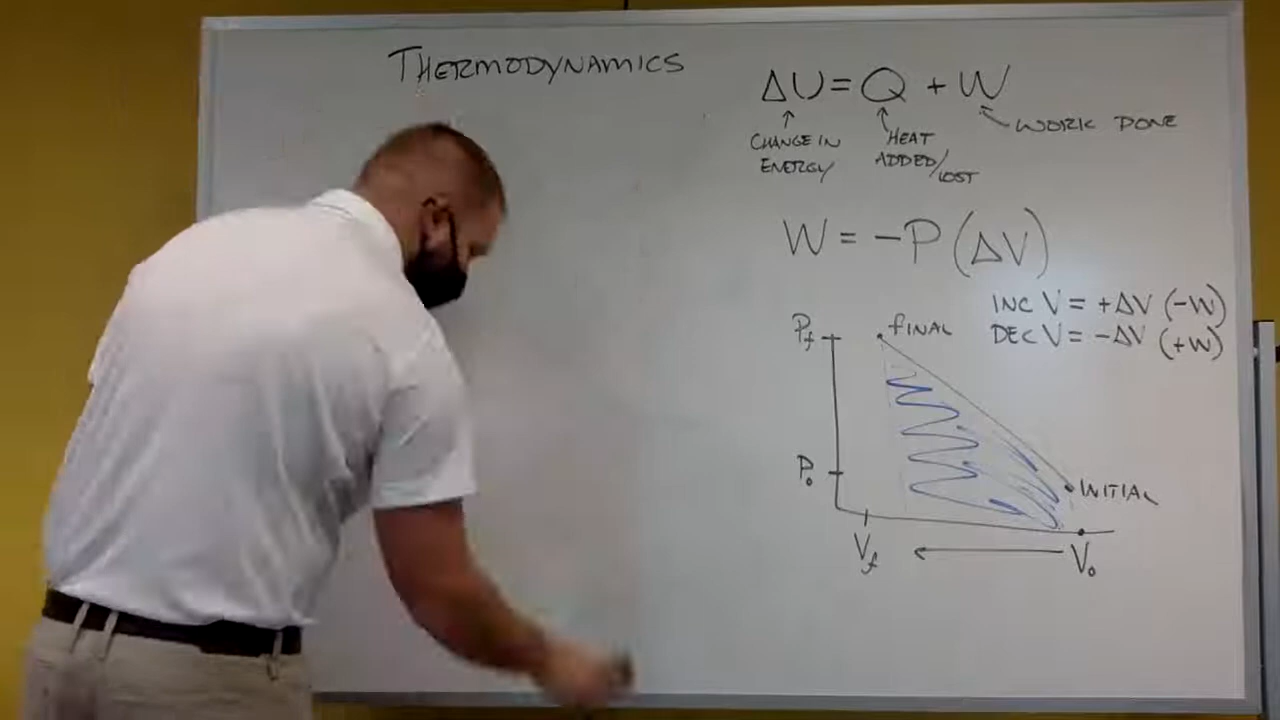 THERMODYNAMICS
ΔU = Q + W
CHANGE IN
ENERGY
HEAT
ADDED/LOST
WORK DONE
W = -P (ΔV)
INC V = +ΔV (-W)
DEC V = -ΔV (+W)
Pf
FINAL
P₀
INITIAL
Vf
V₀